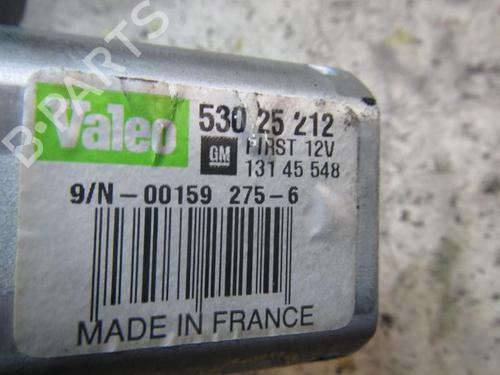 B-PARTS
Valeo
530 25 212
GM
FIRST 12V
131 45 548
9/N-00159 275-6
MADE IN FRANCE